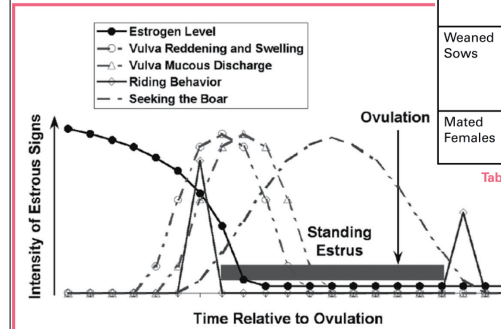 Estrogen Level
Vulva Reddening and Swelling
Vulva Mucous Discharge
Riding Behavior
Seeking the Boar
Weaned
Sows
Mated
Females
Tab
Ovulation
Standing
Estrus
Intensity of Estrous Signs
Time Relative to Ovulation